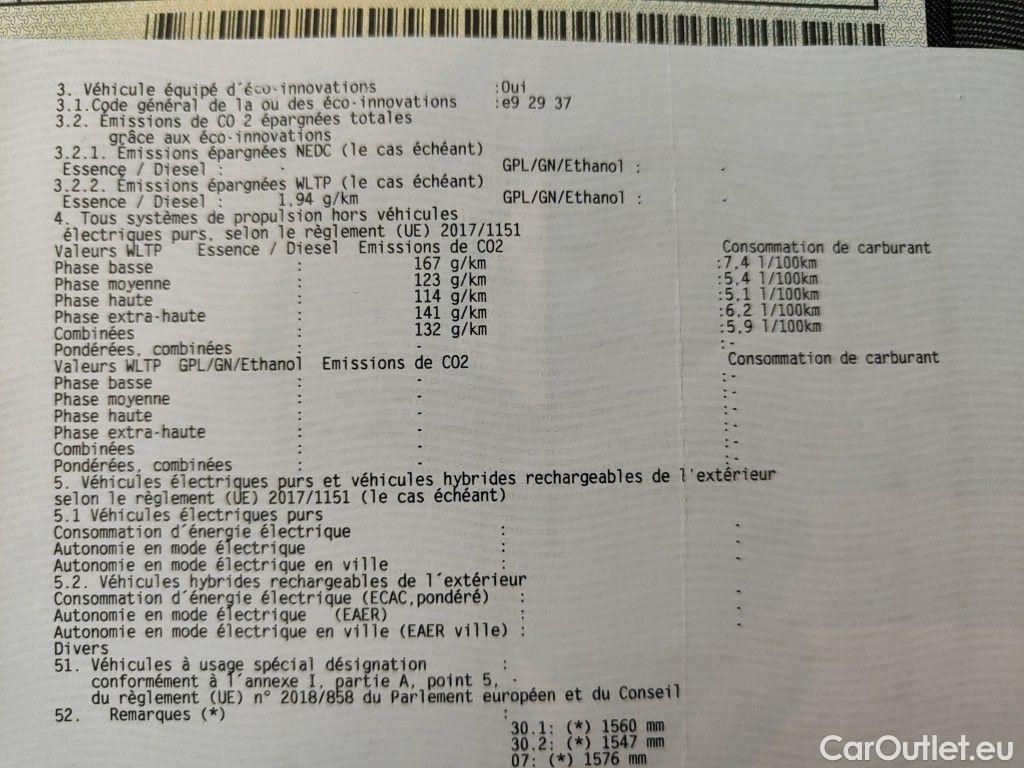 3. Véhicule équipé d´éco-innovations :Oui
3.1.Code général de la ou des éco-innovations :e9 29 37
3.2. Émissions de CO 2 épargnées totales
grâce aux éco-innovations
3.2.1. Émissions épargnées NEDC (le cas échéant)
Essence / Diesel : - GPL/GN/Ethanol : -
3.2.2. Émissions épargnées WLTP (le cas échéant)
Essence / Diesel : 1,94 g/km GPL/GN/Ethanol : -
4. Tous systèmes de propulsion hors véhicules
électriques purs, selon le règlement (UE) 2017/1151
Valeurs WLTP Essence / Diesel Emissions de CO2 Consommation de carburant
Phase basse : 167 g/km :7,4 l/100km
Phase moyenne : 123 g/km :5,4 l/100km
Phase haute : 114 g/km :5,1 l/100km
Phase extra-haute : 141 g/km :6,2 l/100km
Combinées : 132 g/km :5,9 l/100km
Pondérées, combinées : - :-
Valeurs WLTP GPL/GN/Ethanol Emissions de CO2 Consommation de carburant
Phase basse : - :-
Phase moyenne : - :-
Phase haute : - :-
Phase extra-haute : - :-
Combinées : - :-
Pondérées, combinées : - :-
5. Véhicules électriques purs et véhicules hybrides rechargeables de l'extérieur
selon le règlement (UE) 2017/1151 (le cas échéant)
5.1 Véhicules électriques purs
Consommation d´énergie électrique : -
Autonomie en mode électrique : -
Autonomie en mode électrique en ville : -
5.2. Véhicules hybrides rechargeables de l´extérieur
Consommation d´énergie électrique (ECAC,pondéré) : -
Autonomie en mode électrique (EAER) : -
Autonomie en mode électrique en ville (EAER ville) : -
Divers
51. Véhicules à usage spécial désignation :
conformément à l´annexe I, partie A, point 5, -
du règlement (UE) n° 2018/858 du Parlement européen et du Conseil
52. Remarques (*) :
30.1: (*) 1560 mm
30.2: (*) 1547 mm
07: (*) 1576 mm
CarOutlet.eu